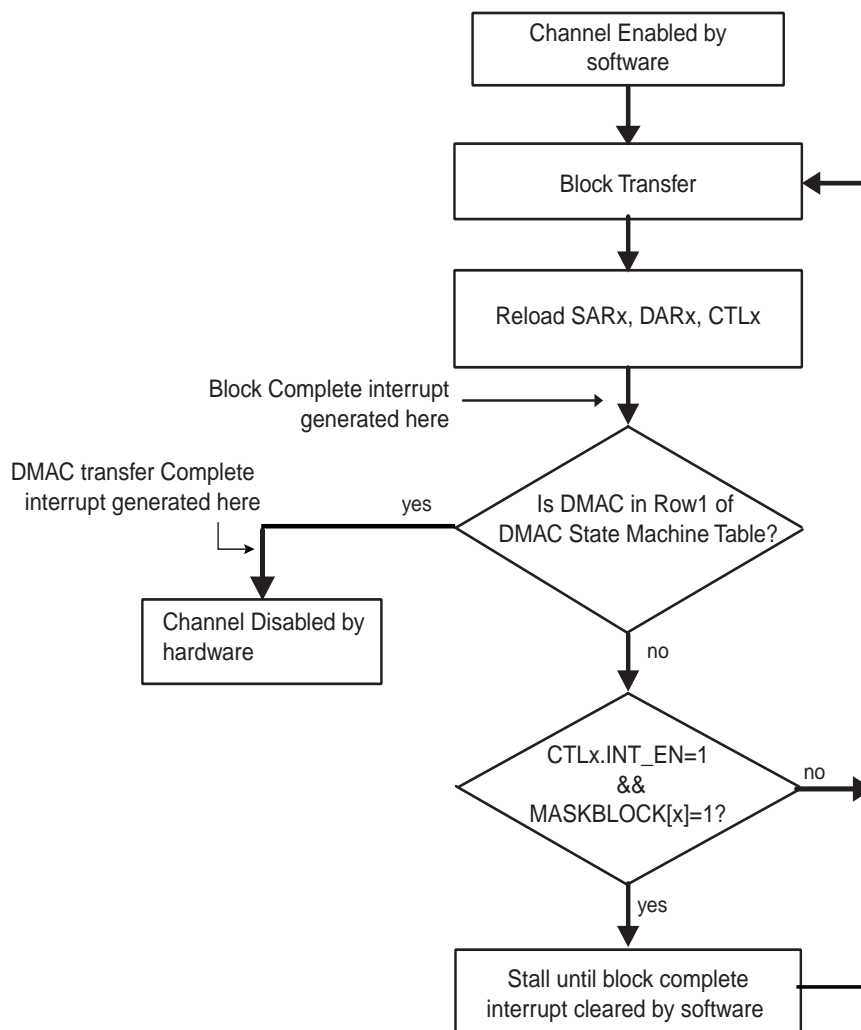 Channel Enabled by
software
Block Transfer
Reload SARx, DARx, CTLx
Block Complete interrupt
generated here
DMAC transfer Complete
interrupt generated here
yes
Is DMAC in Row1 of
DMAC State Machine Table?
Channel Disabled by
hardware
no
CTLx.INT_EN=1
&&
MASKBLOCK[x]=1?
no
yes
Stall until block complete
interrupt cleared by software